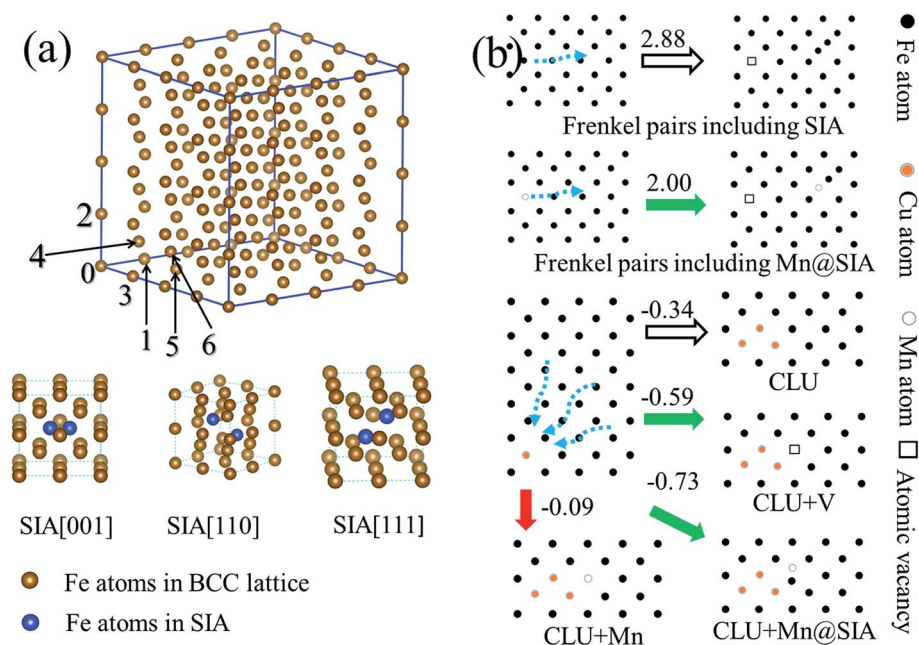 (a)
2
4
0
3
1
5
6
SIA[001]
SIA[110]
SIA[111]
Fe atoms in BCC lattice
Fe atoms in SIA
(b)
2.88
Frenkel pairs including SIA
2.00
Frenkel pairs including Mn@SIA
-0.34
CLU
-0.59
CLU+V
-0.73
-0.09
CLU+Mn
CLU+Mn@SIA
Fe atom
Cu atom
Mn atom
Atomic vacancy